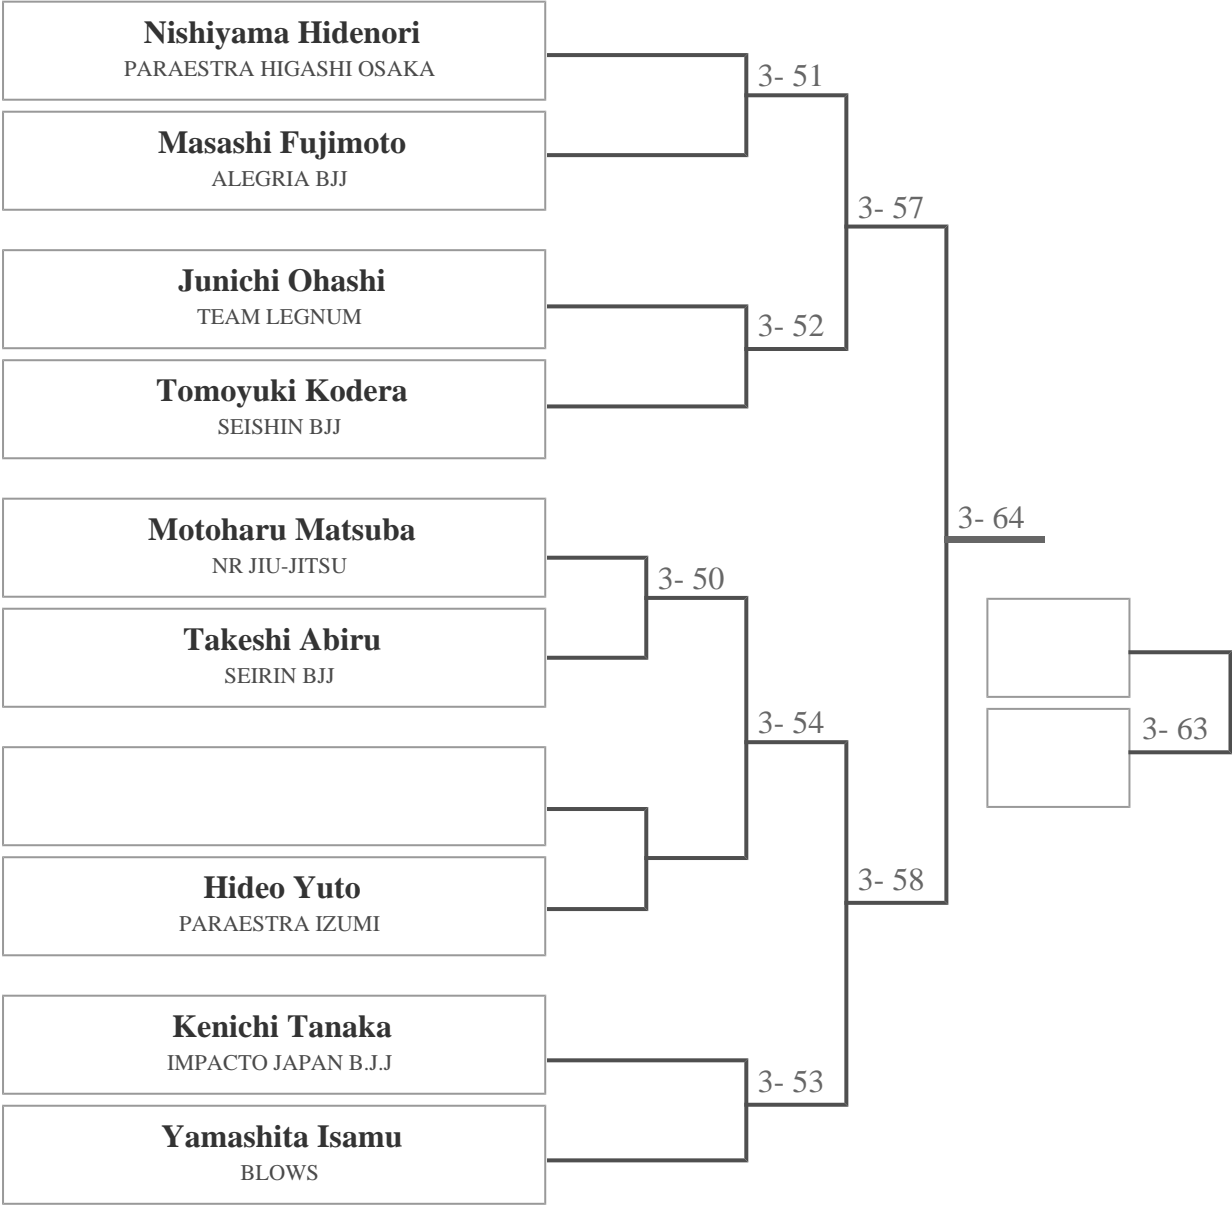 Nishiyama Hidenori
PARAESTRA HIGASHI OSAKA
3- 51
Masashi Fujimoto
ALEGRIA BJJ
3- 57
Junichi Ohashi
TEAM LEGNUM
3- 52
Tomoyuki Kodera
SEISHIN BJJ
Motoharu Matsuba
NR JIU-JITSU
3- 64
3- 50
Takeshi Abiru
SEIRIN BJJ
3- 54
3- 63
Hideo Yuto
PARAESTRA IZUMI
3- 58
Kenichi Tanaka
IMPACTO JAPAN B.J.J
3- 53
Yamashita Isamu
BLOWS